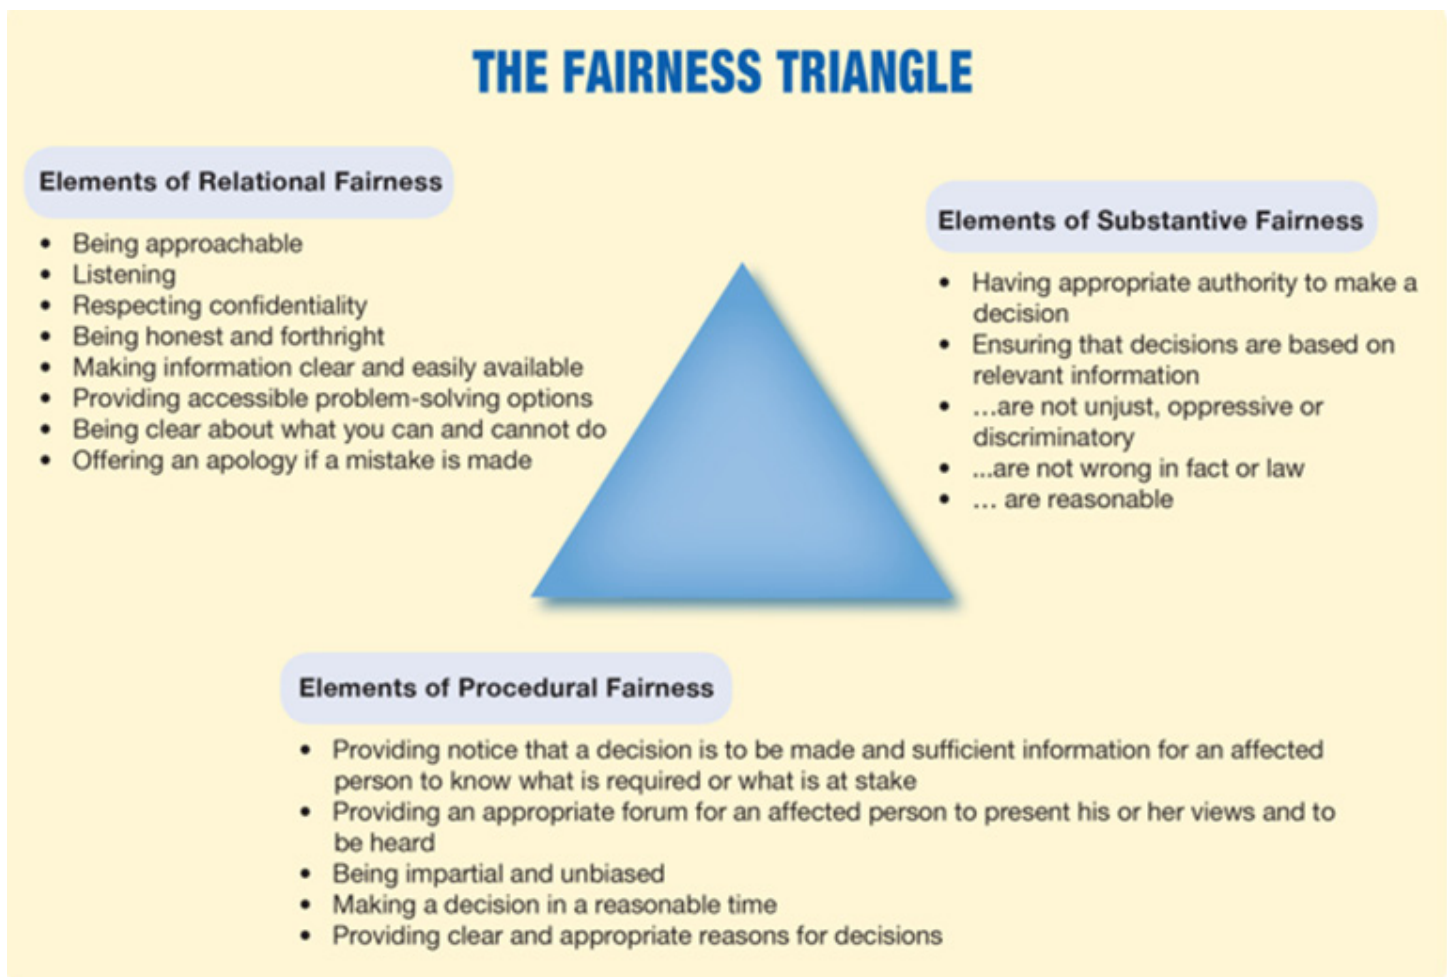 THE FAIRNESS TRIANGLE
Elements of Relational Fairness
• Being approachable
• Listening
• Respecting confidentiality
• Being honest and forthright
• Making information clear and easily available
• Providing accessible problem-solving options
• Being clear about what you can and cannot do
• Offering an apology if a mistake is made
Elements of Substantive Fairness
• Having appropriate authority to make a
decision
• Ensuring that decisions are based on
relevant information
• …are not unjust, oppressive or
discriminatory
• ...are not wrong in fact or law
• … are reasonable
Elements of Procedural Fairness
• Providing notice that a decision is to be made and sufficient information for an affected
person to know what is required or what is at stake
• Providing an appropriate forum for an affected person to present his or her views and to
be heard
• Being impartial and unbiased
• Making a decision in a reasonable time
• Providing clear and appropriate reasons for decisions